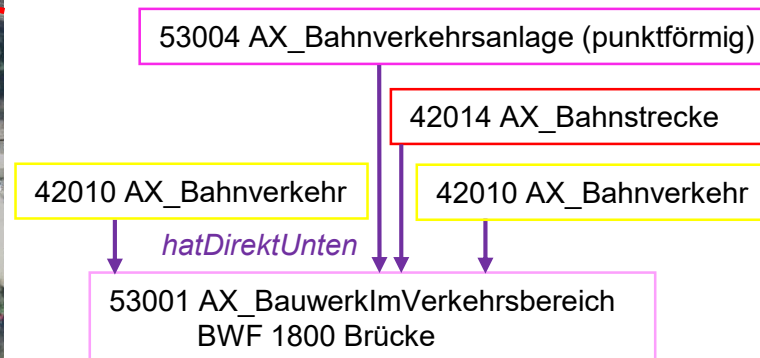 53004 AX_Bahnverkehrsanlage (punktförmig)
42014 AX_Bahnstrecke
42010 AX_Bahnverkehr
42010 AX_Bahnverkehr
hatDirektUnten
53001 AX_BauwerkImVerkehrsbereich
BWF 1800 Brücke